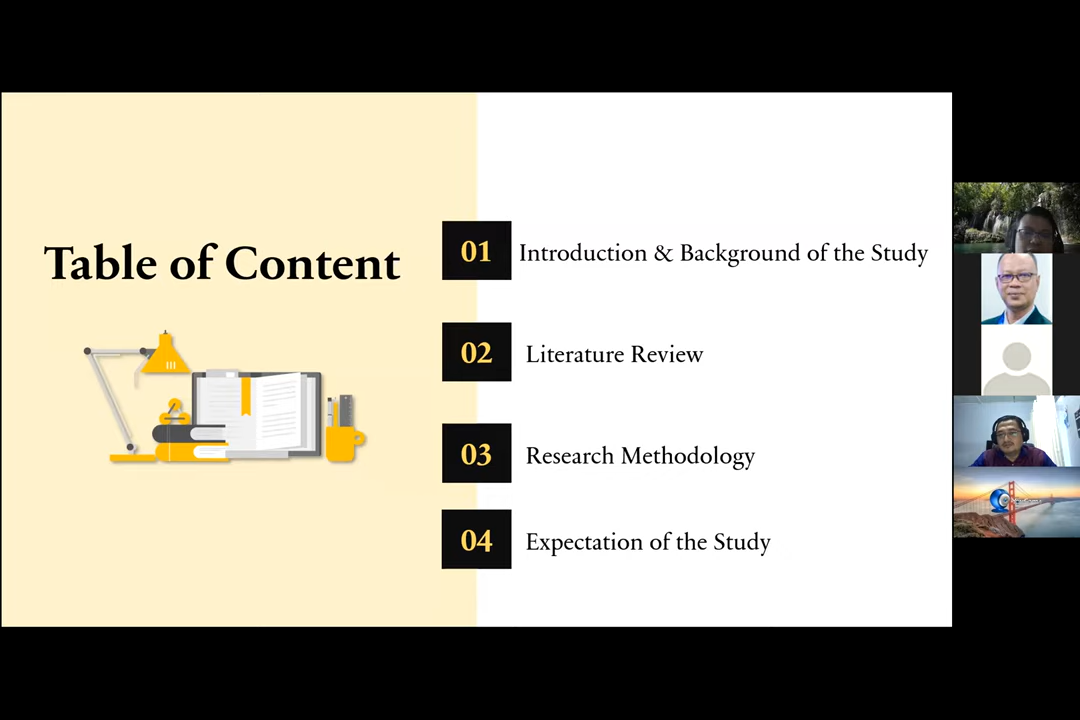 Table of Content
01 Introduction & Background of the Study
02 Literature Review
03 Research Methodology
04 Expectation of the Study